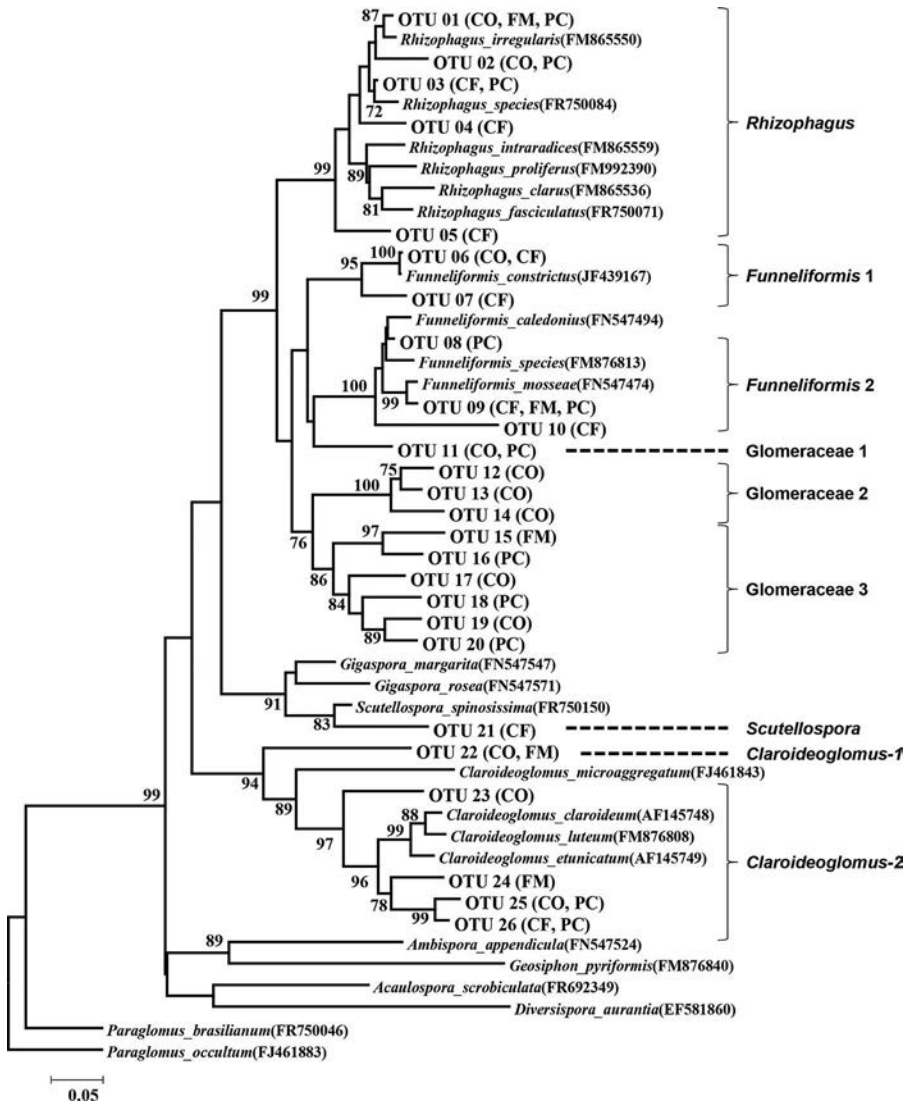 87
OTU 01 (CO, FM, PC)
Rhizophagus_irregularis(FM865550)
OTU 02 (CO, PC)
OTU 03 (CF, PC)
Rhizophagus_species(FR750084)
72
OTU 04 (CF)
Rhizophagus
Rhizophagus_intraradices(FM865559)
Rhizophagus_proliferus(FM992390)
99
89
Rhizophagus_clarus(FM865536)
81
Rhizophagus_fasciculatus(FR750071)
OTU 05 (CF)
100
OTU 06 (CO, CF)
95
Funneliformis_constrictus(JF439167)
Funneliformis 1
99
OTU 07 (CF)
Funneliformis_caledonius(FN547494)
OTU 08 (PC)
Funneliformis_species(FM876813)
100
Funneliformis_mosseae(FN547474)
Funneliformis 2
99
OTU 09 (CF, FM, PC)
OTU 10 (CF)
OTU 11 (CO, PC)
Glomeraceae 1
75
OTU 12 (CO)
100
OTU 13 (CO)
Glomeraceae 2
OTU 14 (CO)
76
97
OTU 15 (FM)
OTU 16 (PC)
86
OTU 17 (CO)
Glomeraceae 3
84
OTU 18 (PC)
OTU 19 (CO)
89
OTU 20 (PC)
Gigaspora_margarita(FN547547)
Gigaspora_rosea(FN547571)
91
Scutellospora_spinosissima(FR750150)
83
OTU 21 (CF)
Scutellospora
OTU 22 (CO, FM)
Claroideoglomus-1
94
Claroideoglomus_microaggregatum(FJ461843)
99
89
OTU 23 (CO)
88
Claroideoglomus_claroideum(AF145748)
97
99
Claroideoglomus_luteum(FM876808)
Claroideoglomus_etunicatum(AF145749)
Claroideoglomus-2
96
OTU 24 (FM)
78
OTU 25 (CO, PC)
99
OTU 26 (CF, PC)
89
Ambispora_appendicula(FN547524)
Geosiphon_pyriformis(FM876840)
Acaulospora_scrobiculata(FR692349)
Diversispora_aurantia(EF581860)
Paraglomus_brasilianum(FR750046)
Paraglomus_occultum(FJ461883)
0.05